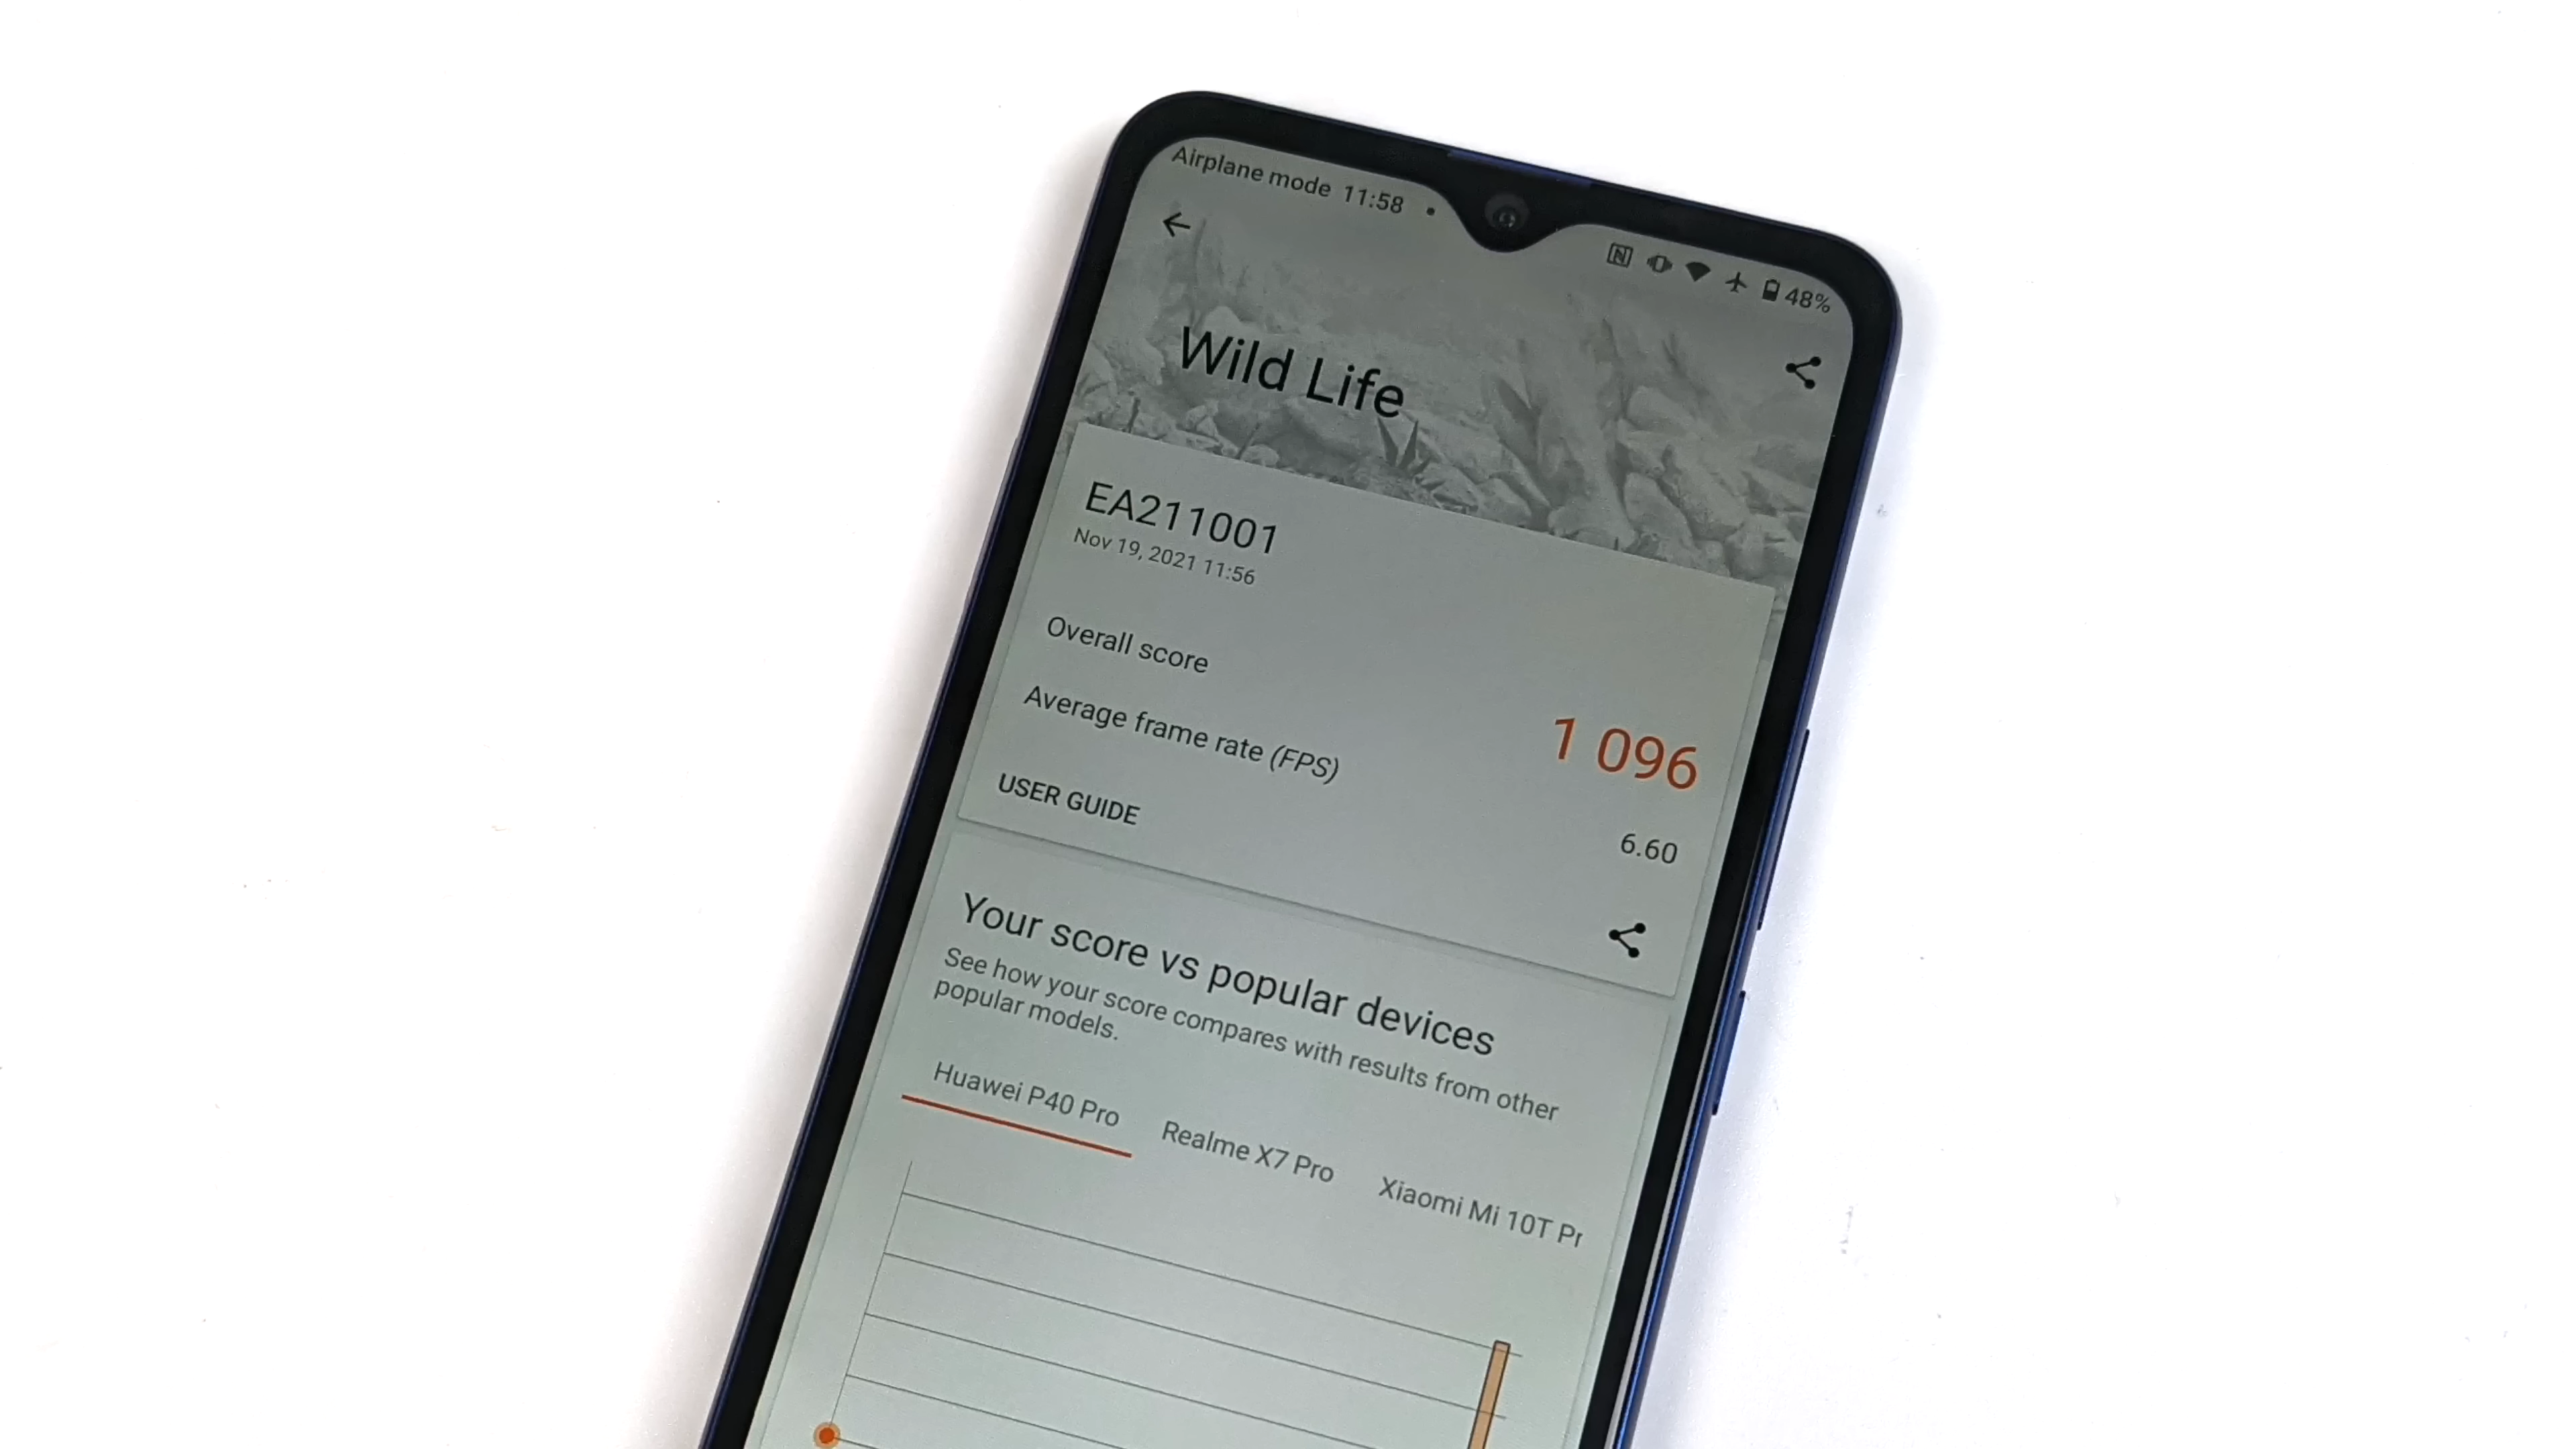 Airplane mode 11:58
48%
Wild Life
EA211001
Nov 19, 2021 11:56
Overall score
1 096
Average frame rate (FPS)
6.60
USER GUIDE
Your score vs popular devices
See how your score compares with results from other
popular models.
Huawei P40 Pro
Realme X7 Pro
Xiaomi Mi 10T Pr